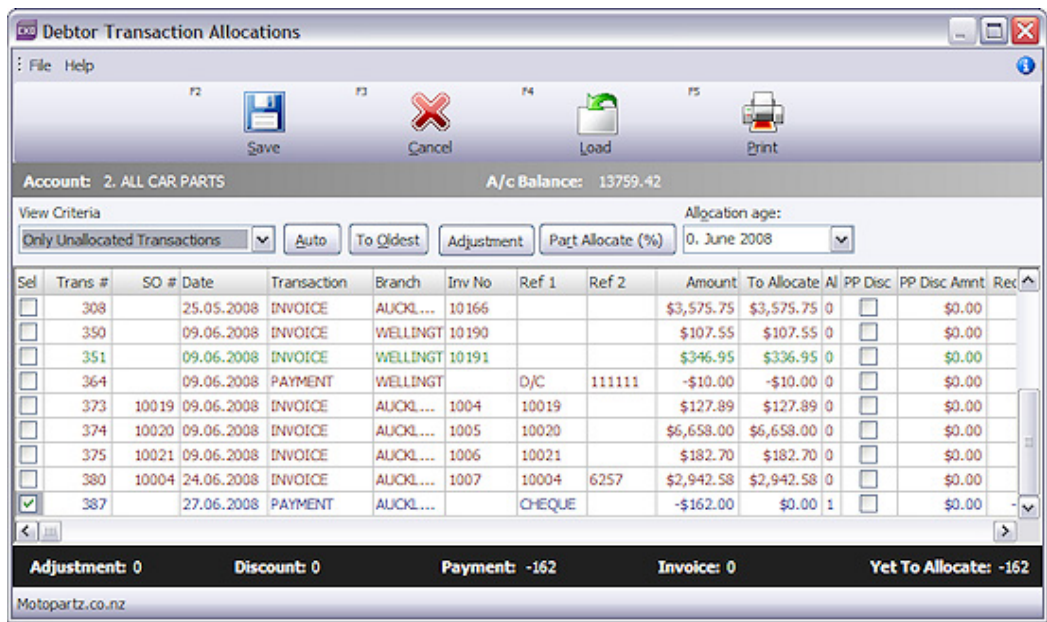 Debtor Transaction Allocations
File Help
F2 F3 F4 F5
Save Cancel Load Print
Account: 2. ALL CAR PARTS A/c Balance: 13759.42
View Criteria Allocation age:
Only Unallocated Transactions Auto To Oldest Adjustment Part Allocate (%) 0. June 2008
Sel Trans # SO # Date Transaction Branch Inv No Ref 1 Ref 2 Amount To Allocate Al PP Disc PP Disc Amnt Rec
308 25.05.2008 INVOICE AUCKL... 10166 $3,575.75 $3,575.75 0 $0.00
350 09.06.2008 INVOICE WELLINGT 10190 $107.55 $107.55 0 $0.00
351 09.06.2008 INVOICE WELLINGT 10191 $346.95 $336.95 0 $0.00
364 09.06.2008 PAYMENT WELLINGT D/C 111111 -$10.00 -$10.00 0 $0.00
373 10019 09.06.2008 INVOICE AUCKL... 1004 10019 $127.89 $127.89 0 $0.00
374 10020 09.06.2008 INVOICE AUCKL... 1005 10020 $6,658.00 $6,658.00 0 $0.00
375 10021 09.06.2008 INVOICE AUCKL... 1006 10021 $182.70 $182.70 0 $0.00
380 10004 24.06.2008 INVOICE AUCKL... 1007 10004 6257 $2,942.58 $2,942.58 0 $0.00
387 27.06.2008 PAYMENT AUCKL... CHEQUE -$162.00 $0.00 1 $0.00 -
Adjustment: 0 Discount: 0 Payment: -162 Invoice: 0 Yet To Allocate: -162
Motopartz.co.nz